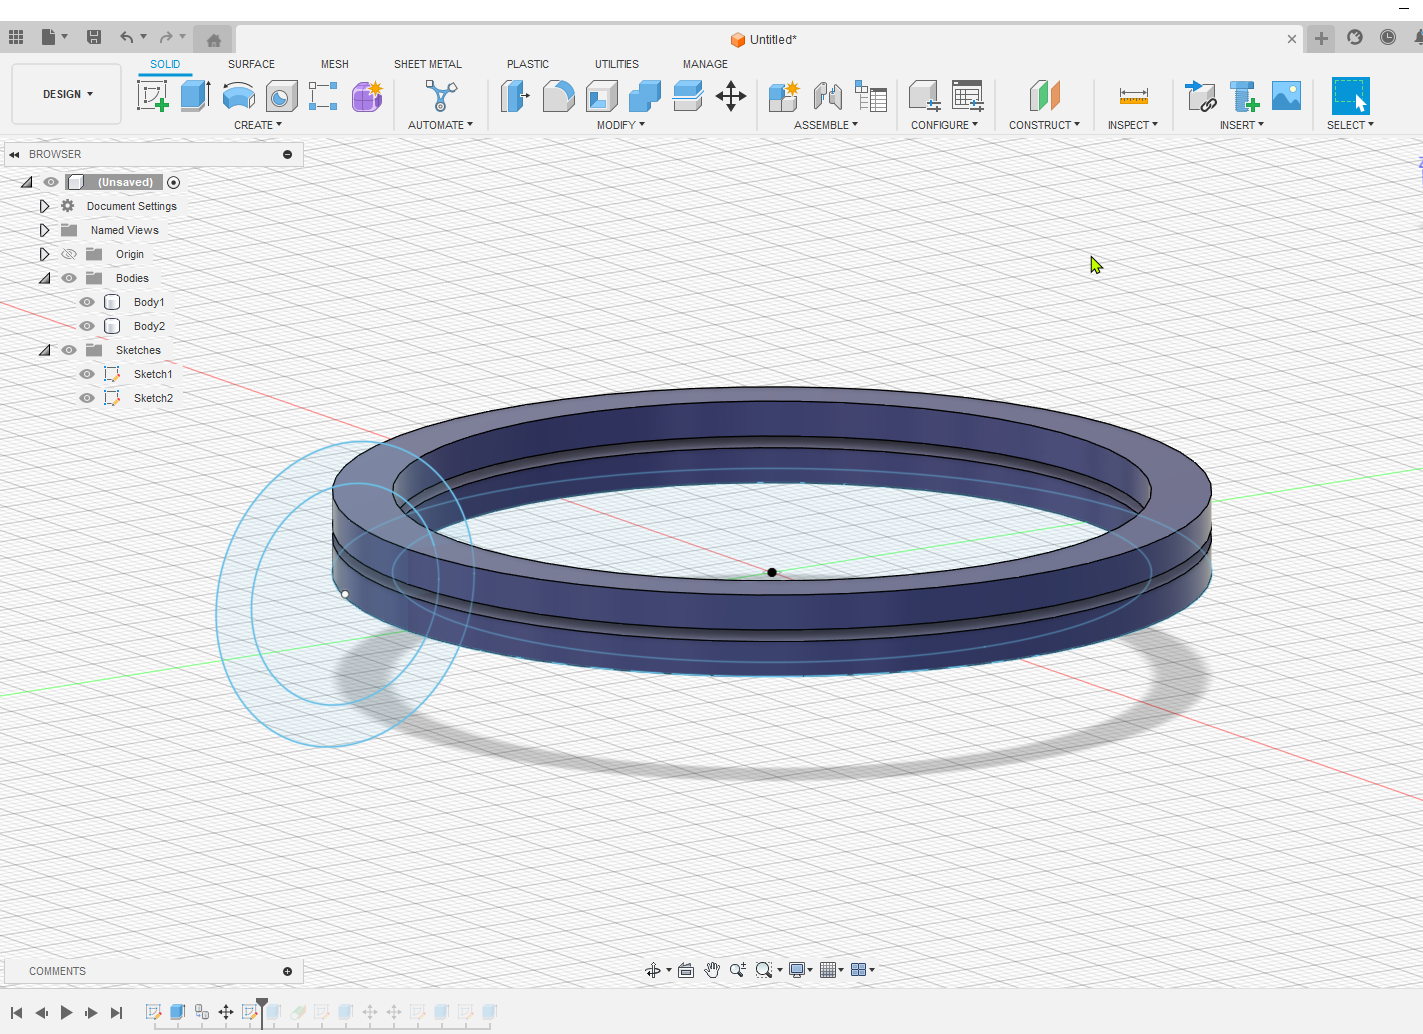 Untitled*
SOLID SURFACE MESH SHEET METAL PLASTIC UTILITIES MANAGE
DESIGN
CREATE AUTOMATE MODIFY ASSEMBLE CONFIGURE CONSTRUCT INSPECT INSERT SELECT
BROWSER
(Unsaved)
Document Settings
Named Views
Origin
Bodies
Body1
Body2
Sketches
Sketch1
Sketch2
COMMENTS